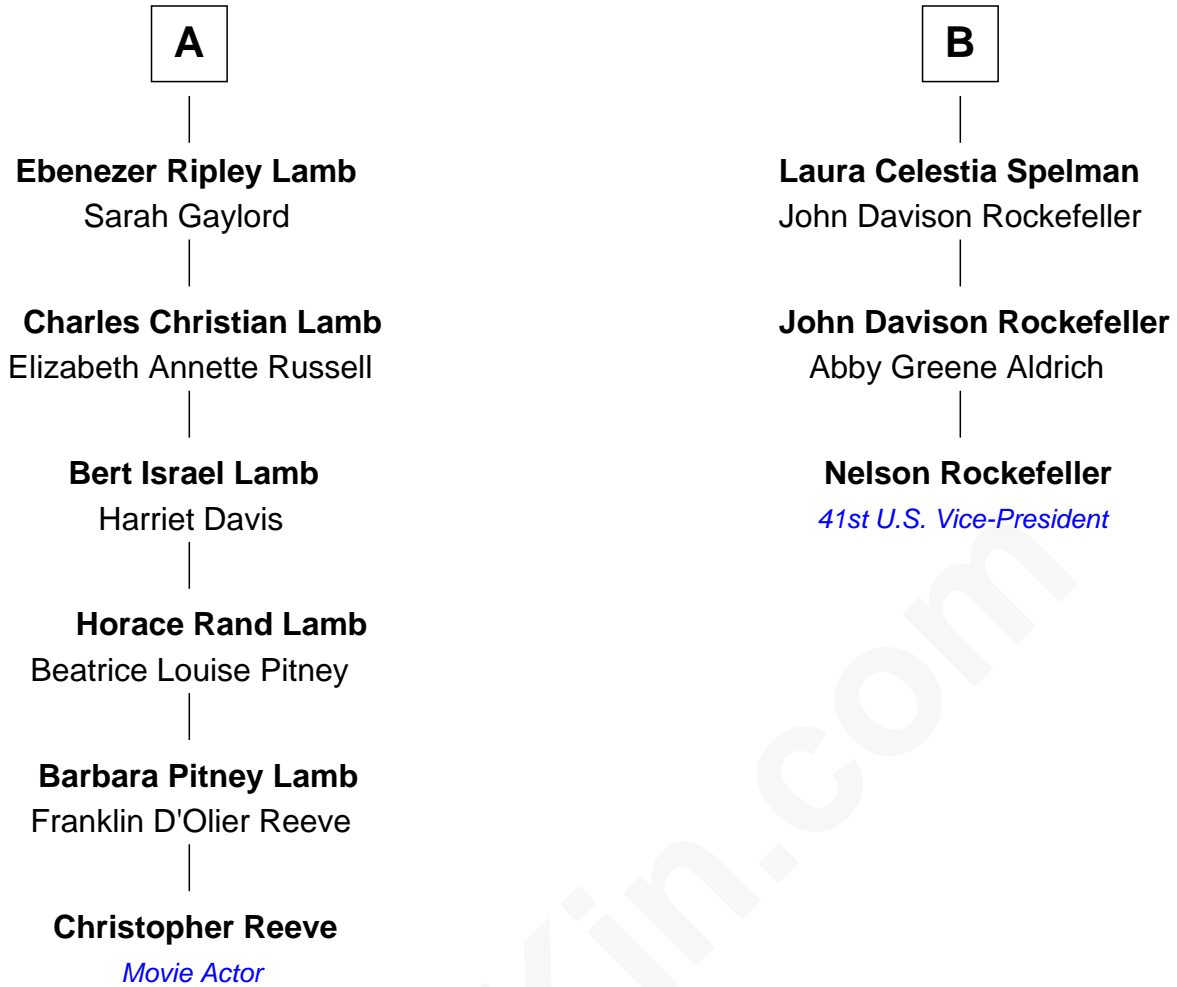 A
Ebenezer Ripley Lamb
Sarah Gaylord
Charles Christian Lamb
Elizabeth Annette Russell
Bert Israel Lamb
Harriet Davis
Horace Rand Lamb
Beatrice Louise Pitney
Barbara Pitney Lamb
Franklin D'Olier Reeve
Christopher Reeve
Movie Actor
B
Laura Celestia Spelman
John Davison Rockefeller
John Davison Rockefeller
Abby Greene Aldrich
Nelson Rockefeller
41st U.S. Vice-President
in.com